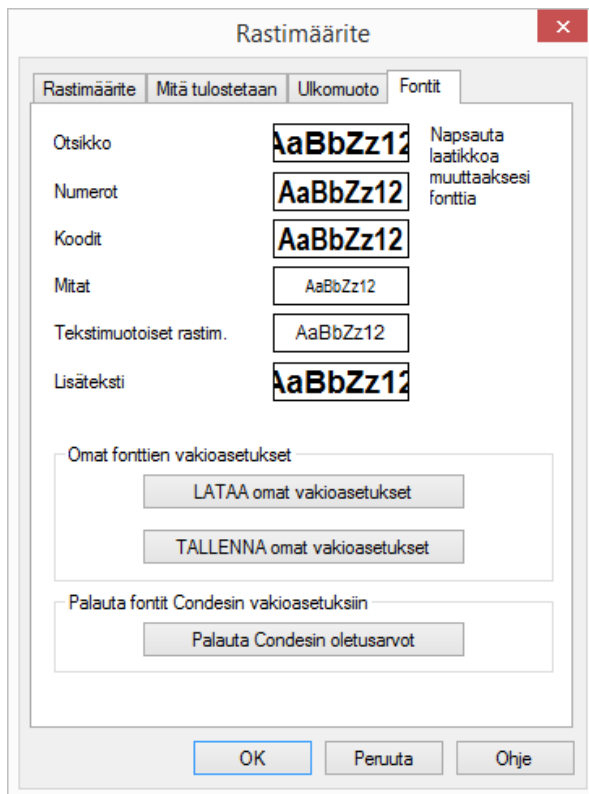 Rastimäärite
Rastimäärite Mitä tulostetaan Ulkomuoto Fontit
Otsikko AaBbZz12 Napsauta
laatikkoa
muuttaaksesi
fonttia
Numerot AaBbZz12
Koodit AaBbZz12
Mitat AaBbZz12
Tekstimuotoiset rastim. AaBbZz12
Lisäteksti AaBbZz12
Omat fonttien vakioasetukset
LATAA omat vakioasetukset
TALLENNA omat vakioasetukset
Palauta fontit Condesin vakioasetuksiin
Palauta Condesin oletusarvot
OK Peruuta Ohje